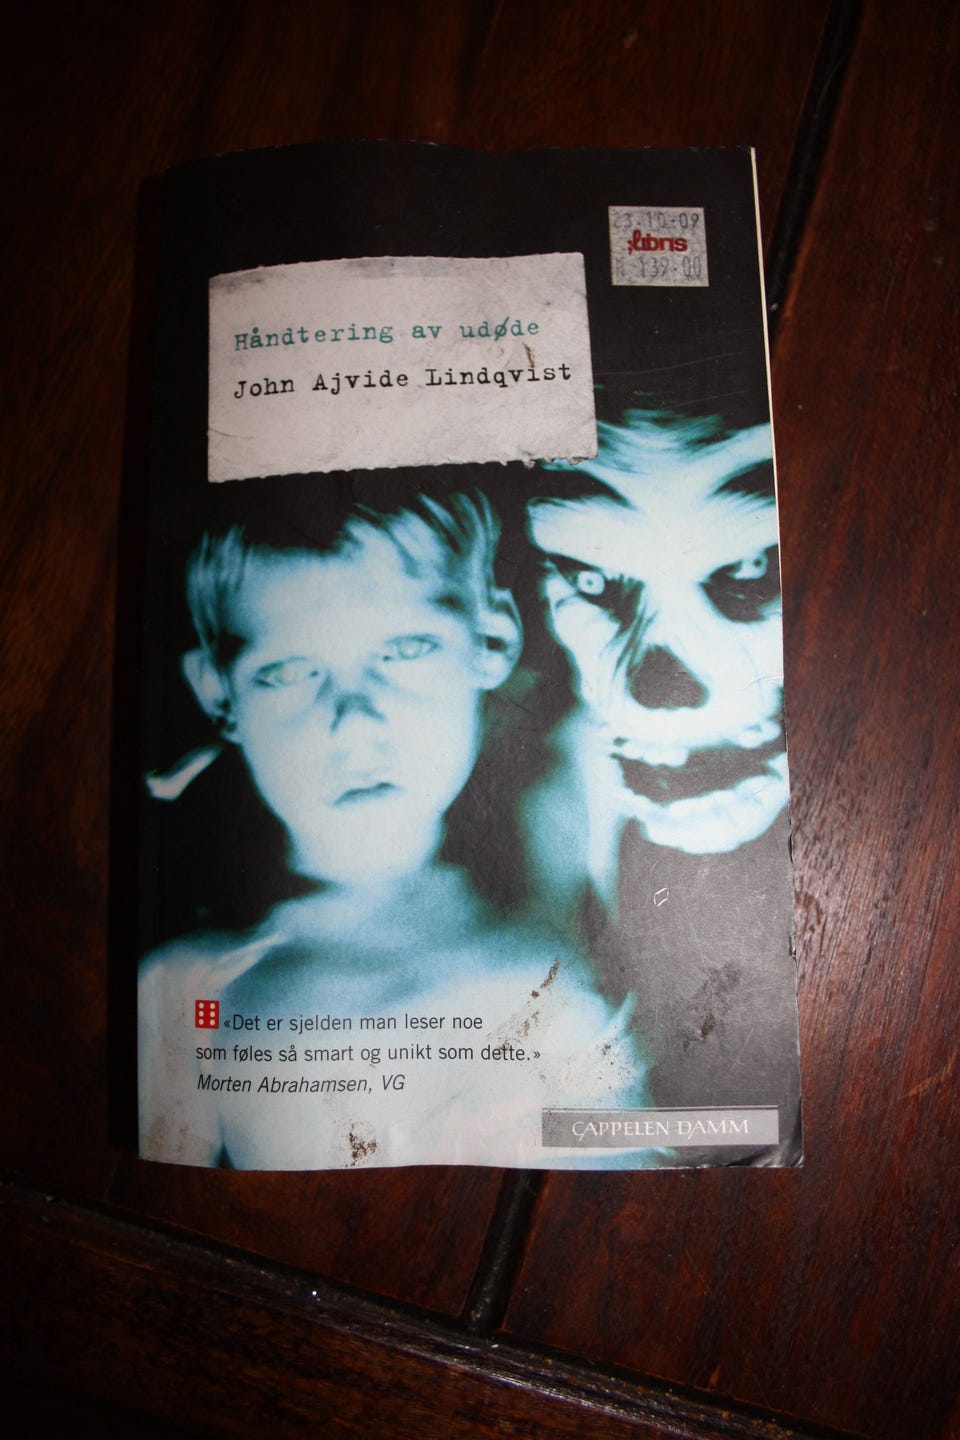 23·10·09
libris
139·00
Håndtering av udøde
John Ajvide Lindqvist
«Det er sjelden man leser noe
som føles så smart og unikt som dette.»
Morten Abrahamsen, VG
CAPPELEN DAMM